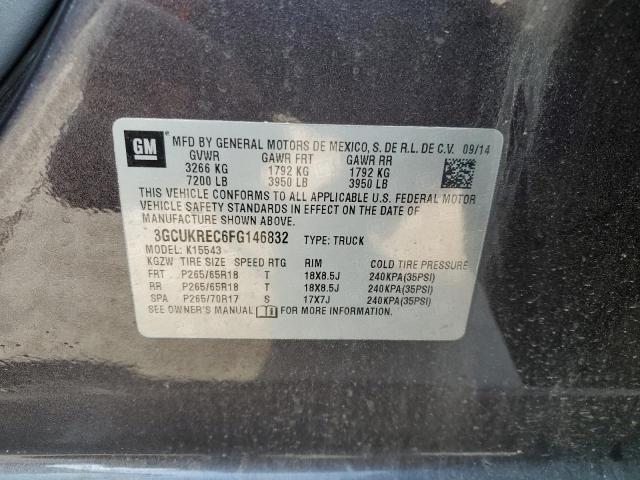 GM
MFD BY GENERAL MOTORS DE MEXICO, S. DE R.L. DE C.V. 09/14
GVWR GAWR FRT GAWR RR
3266 KG 1792 KG 1792 KG
7200 LB 3950 LB 3950 LB
THIS VEHICLE CONFORMS TO ALL APPLICABLE U.S. FEDERAL MOTOR
VEHICLE SAFETY STANDARDS IN EFFECT ON THE DATE OF
MANUFACTURE SHOWN ABOVE.
3GCUKREC6FG146832 TYPE: TRUCK
MODEL: K15543
KGZW TIRE SIZE SPEED RTG RIM COLD TIRE PRESSURE
FRT P265/65R18 T 18X8.5J 240KPA(35PSI)
RR P265/65R18 T 18X8.5J 240KPA(35PSI)
SPA P265/70R17 S 17X7J 240KPA(35PSI)
SEE OWNER'S MANUAL FOR MORE INFORMATION.